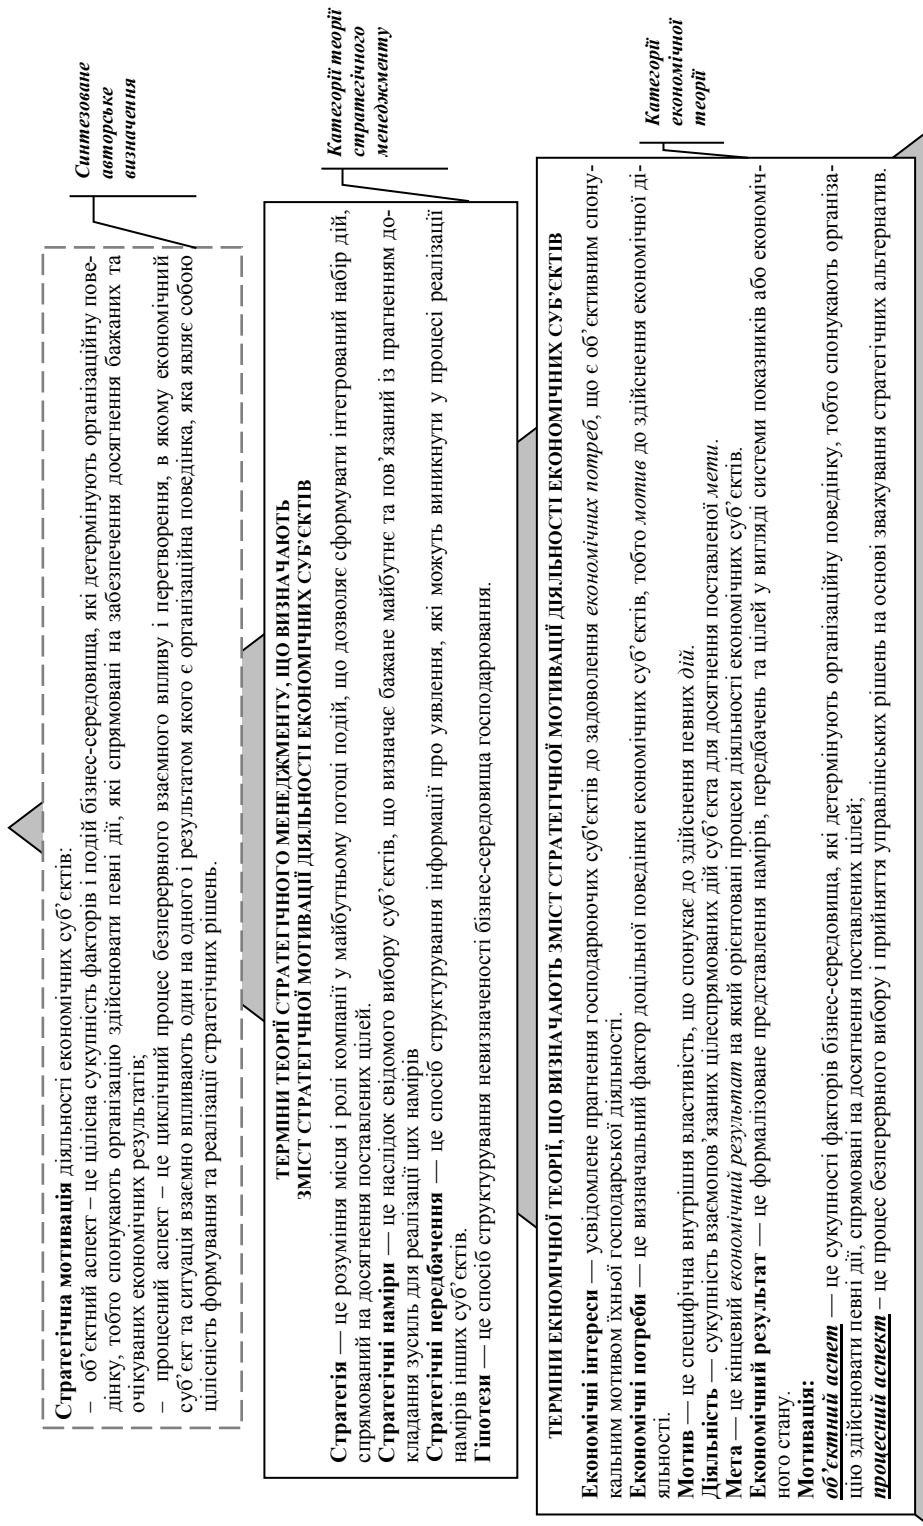 Синтезоване
авторське
визначення
Стратегічна мотивація діяльності економічних суб'єктів:
– об'єктний аспект – це цілісна сукупність факторів і подій бізнес-середовища, які детермінують організаційну пове-
дінку, тобто спонукають організацію здійснювати певні дії, які спрямовані на забезпечення досягнення бажаних та
очікуваних економічних результатів;
– процесний аспект – це циклічний процес безперервного взаємного впливу і перетворення, в якому економічний
суб'єкт та ситуація взаємно впливають один на одного і результатом якого є організаційна поведінка, яка являє собою
цілісність формування та реалізації стратегічних рішень.
Категорії теорії
стратегічного
менеджменту
ТЕРМІНИ ТЕОРІЇ СТРАТЕГІЧНОГО МЕНЕДЖМЕНТУ, ЩО ВИЗНАЧАЮТЬ
ЗМІСТ СТРАТЕГІЧНОЇ МОТИВАЦІЇ ДІЯЛЬНОСТІ ЕКОНОМІЧНИХ СУБ'ЄКТІВ
Стратегія — це розуміння місця і ролі компанії у майбутньому потоці подій, що дозволяє сформувати інтегрований набір дій,
спрямований на досягнення поставлених цілей.
Стратегічні наміри — це наслідок свідомого вибору суб'єктів, що визначає бажане майбутнє та пов'язаний із прагненням до-
кладання зусиль для реалізації цих намірів
Стратегічні передбачення — це спосіб структурування інформації про уявлення, які можуть виникнути у процесі реалізації
намірів інших суб'єктів.
Гіпотези — це спосіб структурування невизначеності бізнес-середовища господарювання.
Категорії
економічної
теорії
ТЕРМІНИ ЕКНОМІЧНОЇ ТЕОРІЇ, ЩО ВИЗНАЧАЮТЬ ЗМІСТ СТРАТЕГІЧНОЇ МОТИВАЦІЇ ДІЯЛЬНОСТІ ЕКОНОМІЧНИХ СУБ'ЄКТІВ
Економічні інтереси — усвідомлене прагнення господарюючих суб'єктів до задоволення економічних потреб, що є об'єктивним спону-
кальним мотивом їхньої господарської діяльності.
Економічні потреби — це визначальний фактор доцільної поведінки економічних суб'єктів, тобто мотив до здійснення економічної ді-
яльності.
Мотив — це специфічна внутрішня властивість, що спонукає до здійснення певних дій.
Діяльність — сукупність взаємопов'язаних цілеспрямованих дій суб'єкта для досягнення поставленої мети.
Мета — це кінцевий економічний результат на який орієнтовані процеси діяльності економічних суб'єктів.
Економічний результат — це формалізоване представлення намірів, передбачень та цілей у вигляді системи показників або економіч-
ного стану.
Мотивація:
об'єктний аспет — це сукупності факторів бізнес-середовища, які детермінують організаційну поведінку, тобто спонукають організа-
цію здійснювати певні дії, спрямовані на досягнення поставлених цілей;
процесний аспект – це процес безперервного вибору і прийняття управлінських рішень на основі зважування стратегічних альтернатив.